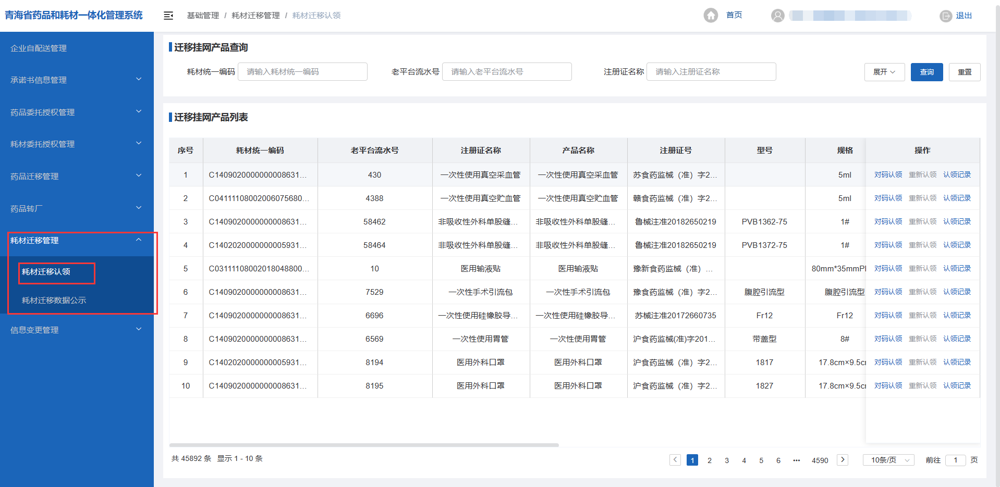 青海省药品和耗材一体化管理系统
基础管理 / 耗材迁移管理 / 耗材迁移认领
首页
退出
企业自配送管理
承诺书信息管理
药品委托授权管理
耗材委托授权管理
药品迁移管理
药品转厂
耗材迁移管理
耗材迁移认领
耗材迁移数据公示
信息变更管理
迁移挂网产品查询
耗材统一编码 请输入耗材统一编码 老平台流水号 请输入老平台流水号 注册证名称 请输入注册证名称 展开 查询 重置
迁移挂网产品列表
序号 耗材统一编码 老平台流水号 注册证名称 产品名称 注册证号 型号 规格 操作
1 C1409020000000008631... 430 一次性使用真空采血管 一次性使用真空采血管 苏食药监械（准）字2... 5ml 对码认领 重新认领 认领记录
2 C04111108002006075680... 4388 一次性使用真空贮血管 一次性使用真空贮血管 赣食药监械（准）字2... 5ml 对码认领 重新认领 认领记录
3 C1409020000000008631... 58462 非吸收性外科单股缝... 非吸收性外科单股缝... 鲁械注准20182650219 PVB1362-75 1# 对码认领 重新认领 认领记录
4 C1402020000000005931... 58464 非吸收性外科单股缝... 非吸收性外科单股缝... 鲁械注准20182650219 PVB1372-75 1# 对码认领 重新认领 认领记录
5 C03111108002018048800... 10 医用输液贴 医用输液贴 豫新食药监械（准）... 80mm*35mmPl 对码认领 重新认领 认领记录
6 C1409020000000008631... 7529 一次性手术引流包 一次性手术引流包 豫食药监械（准）字2... 腹腔引流型 腹腔引流型 对码认领 重新认领 认领记录
7 C1409020000000008631... 6696 一次性使用硅橡胶导... 一次性使用硅橡胶导... 苏械注准20172660735 Fr12 Fr12 对码认领 重新认领 认领记录
8 C1409020000000008631... 6569 一次性使用胃管 一次性使用胃管 沪食药监械(准)字201... 带盖型 8# 对码认领 重新认领 认领记录
9 C1402020000000005931... 8194 医用外科口罩 医用外科口罩 沪食药监械（准）字2... 1817 17.8cm×9.5cr 对码认领 重新认领 认领记录
10 C1409020000000008631... 8195 医用外科口罩 医用外科口罩 沪食药监械（准）字2... 1827 17.8cm×9.5cr 对码认领 重新认领 认领记录
共 45892 条 显示 1 - 10 条 1 2 3 4 5 6 ••• 4590 10条/页 前往 1 页